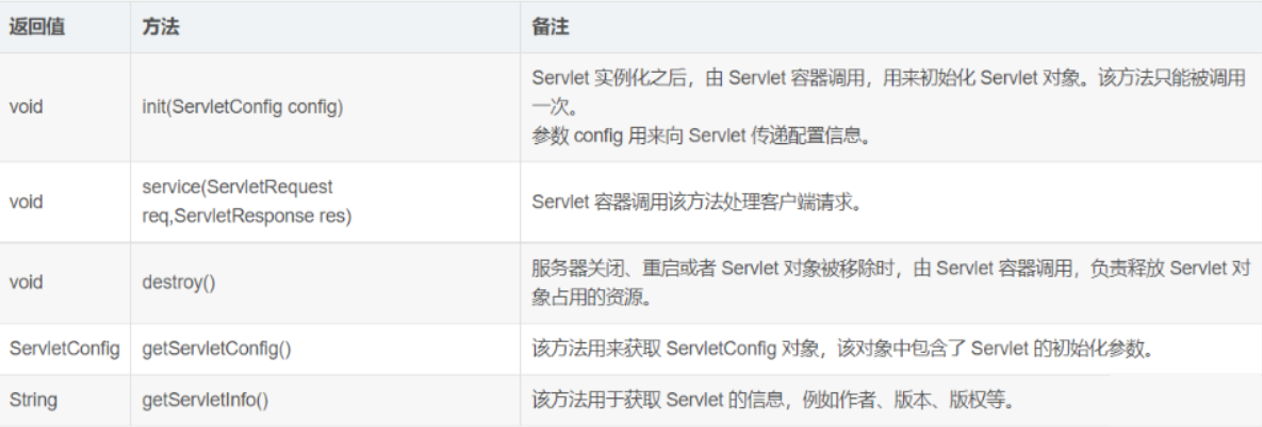 返回值 方法 备注
void init(ServletConfig config) Servlet 实例化之后，由 Servlet 容器调用，用来初始化 Servlet 对象。该方法只能被调用
一次。
参数 config 用来向 Servlet 传递配置信息。
void service(ServletRequest
req,ServletResponse res) Servlet 容器调用该方法处理客户端请求。
void destroy() 服务器关闭、重启或者 Servlet 对象被移除时，由 Servlet 容器调用，负责释放 Servlet 对
象占用的资源。
ServletConfig getServletConfig() 该方法用来获取 ServletConfig 对象，该对象中包含了 Servlet 的初始化参数。
String getServletInfo() 该方法用于获取 Servlet 的信息，例如作者、版本、版权等。